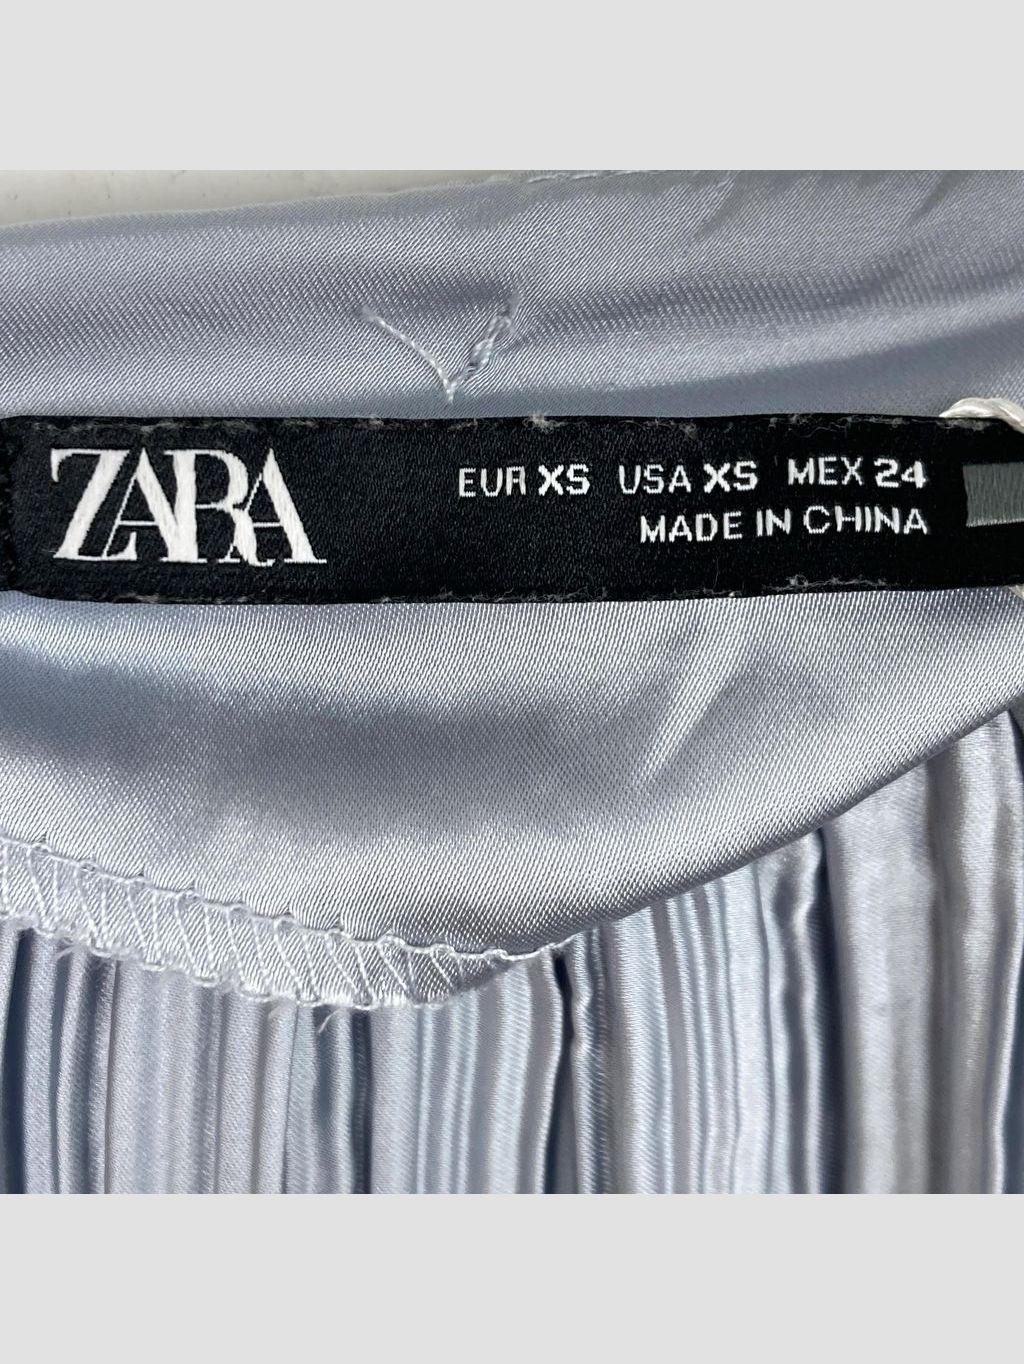 ZARA
EUR XS USA XS MEX 24
MADE IN CHINA